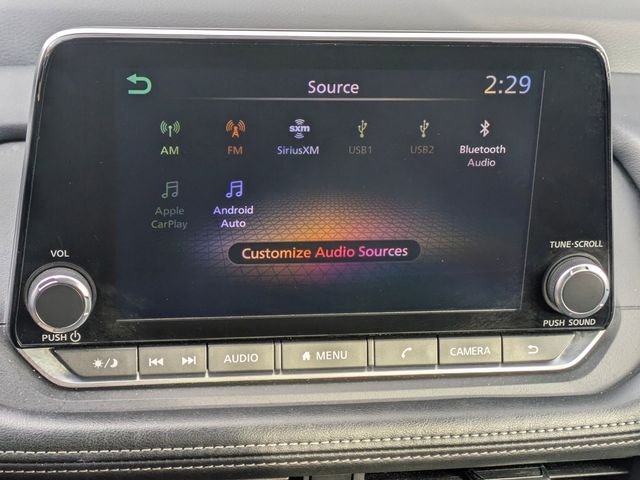 Source
2:29
AM
FM
sxm
SiriusXM
USB1
USB2
Bluetooth
Audio
Apple
CarPlay
Android
Auto
Customize Audio Sources
VOL
PUSH
TUNE·SCROLL
PUSH SOUND
AUDIO
MENU
CAMERA